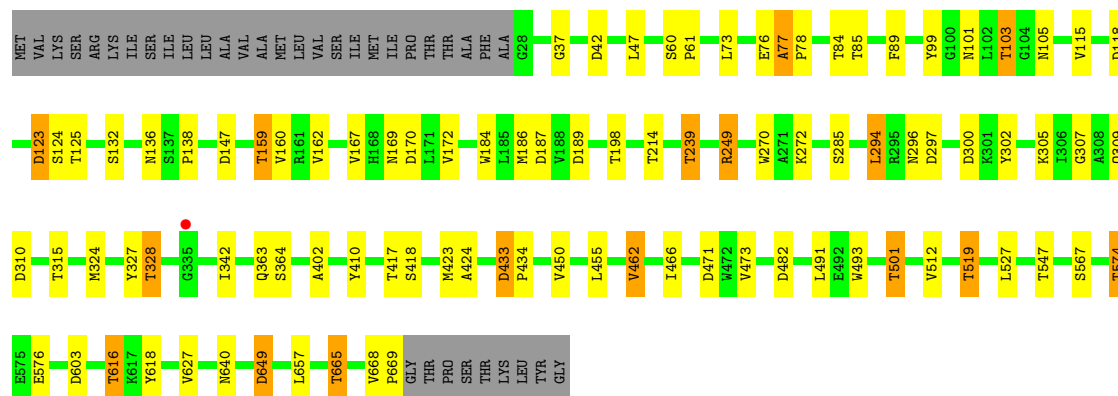 MET VAL LYS SER ARG LYS ILE SER ILE LEU LEU ALA VAL ALA MET LEU VAL SER ILE MET ILE PRO THR THR ALA PHE ALA G28 G37 D42 L47 S60 P61 L73 E76 A77 P78 T84 T85 F89 Y99 G100 N101 L102 T103 G104 N105 V115 D118
D123 S124 T125 S132 N136 S137 P138 D147 T159 V160 R161 V162 V167 H168 N169 D170 L171 V172 W184 L185 M186 D187 V188 D189 T198 T214 T239 R249 W270 A271 K272 S285 L294 R295 N296 D297 D300 K301 Y302 K305 I306 G307 A308 Q309
D310 T315 M324 Y327 T328 G335 I342 Q363 S364 A402 Y410 T417 S418 M423 A424 D433 P434 V450 L455 V462 I466 D471 W472 V473 D482 L491 E492 W493 T501 V512 T519 L527 T547 S567 T574
E575 E576 D603 T616 K617 Y618 V627 N640 D649 L657 T665 V668 P669 GLY THR PRO SER THR LYS LEU TYR GLY